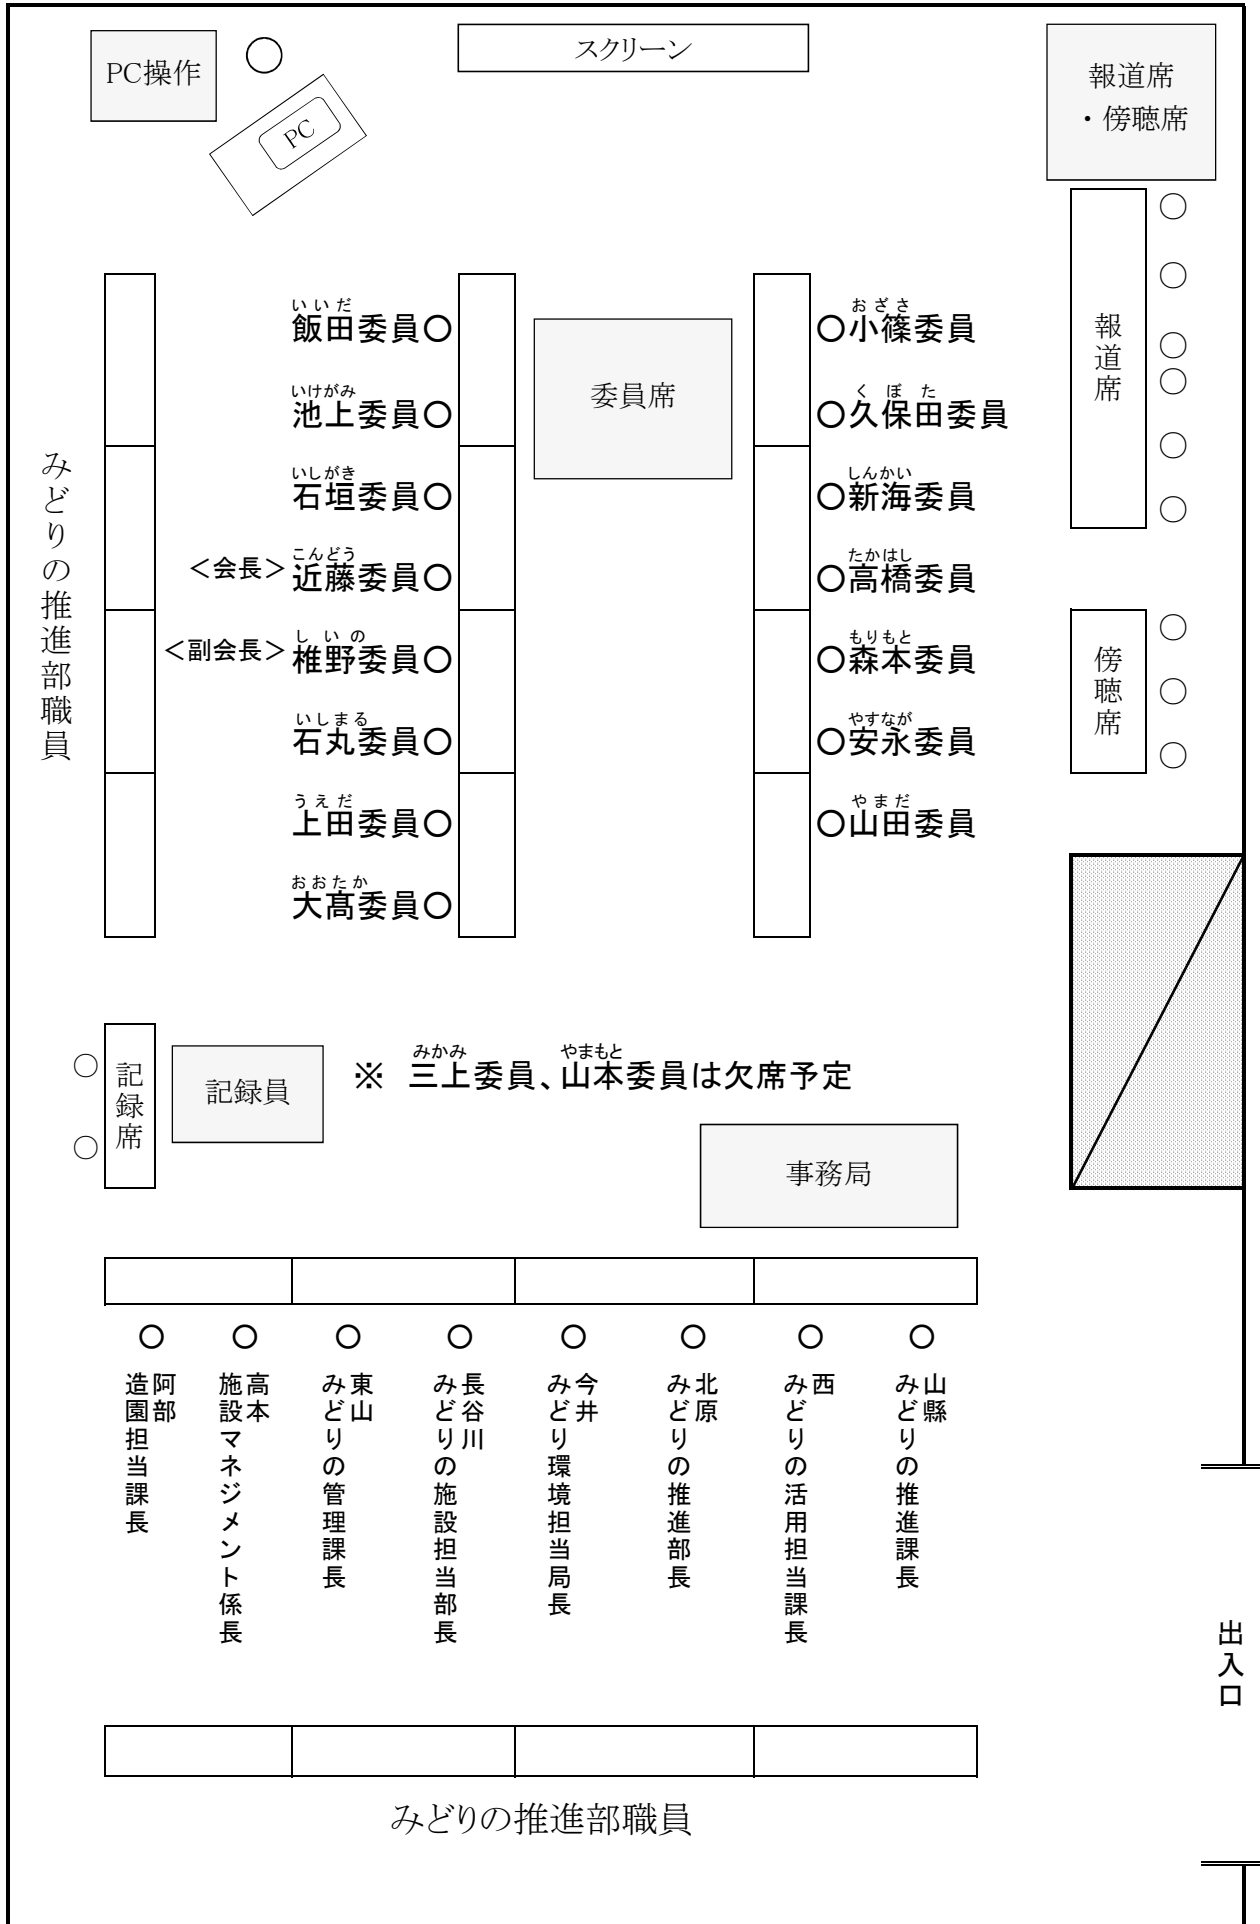 PC操作
スクリーン
報道席
・傍聴席
PC
いいだ
飯田委員○
いけがみ
池上委員○
いしがき
石垣委員○
こんどう
＜会長＞近藤委員○
しいの
＜副会長＞椎野委員○
いしまる
石丸委員○
うえだ
上田委員○
おおたか
大髙委員○
委員席
おざさ
○小篠委員
くぼた
○久保田委員
しんかい
○新海委員
たかはし
○高橋委員
もりもと
○森本委員
やすなが
○安永委員
やまだ
○山田委員
報道席
傍聴席
みどりの推進部職員
記録席
記録員
みかみ やまもと
※ 三上委員、山本委員は欠席予定
事務局
阿部
造園担当課長
高本
施設マネジメント係長
東山
みどりの管理課長
長谷川
みどりの施設担当部長
今井
みどり環境担当局長
北原
みどりの推進部長
西
みどりの活用担当課長
山縣
みどりの推進課長
出入口
みどりの推進部職員